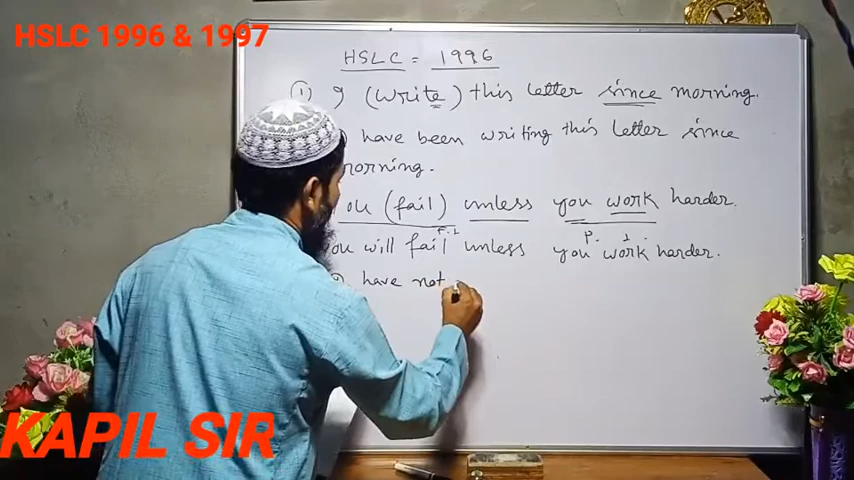 HSLC 1996 & 1997
HSLC = 1996
① I (write) this letter since morning.
have been writing this letter since
morning.
ou (fail) unless you work harder.
F.I P. I.
you will fail unless you work harder.
I have not
KAPIL SIR